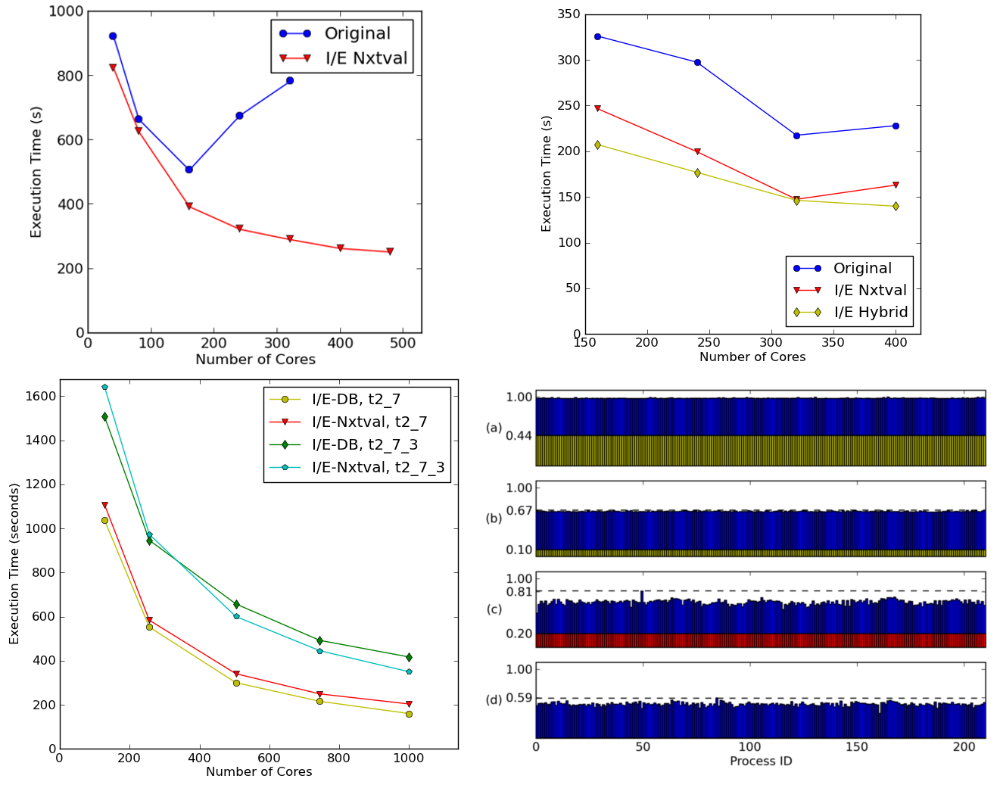 1000
800
600
400
200
0
Execution Time (s)
Original
I/E Nxtval
0 100 200 300 400 500
Number of Cores
350
300
250
200
150
100
50
0
Execution Time (s)
Original
I/E Nxtval
I/E Hybrid
150 200 250 300 350 400
Number of Cores
1600
1400
1200
1000
800
600
400
200
0
Execution Time (seconds)
I/E-DB, t2_7
I/E-Nxtval, t2_7
I/E-DB, t2_7_3
I/E-Nxtval, t2_7_3
0 200 400 600 800 1000
Number of Cores
1.00
(a)
0.44
1.00
0.67
(b)
0.10
1.00
0.81
(c)
0.20
1.00
0.59
(d)
0 50 100 150 200
Process ID